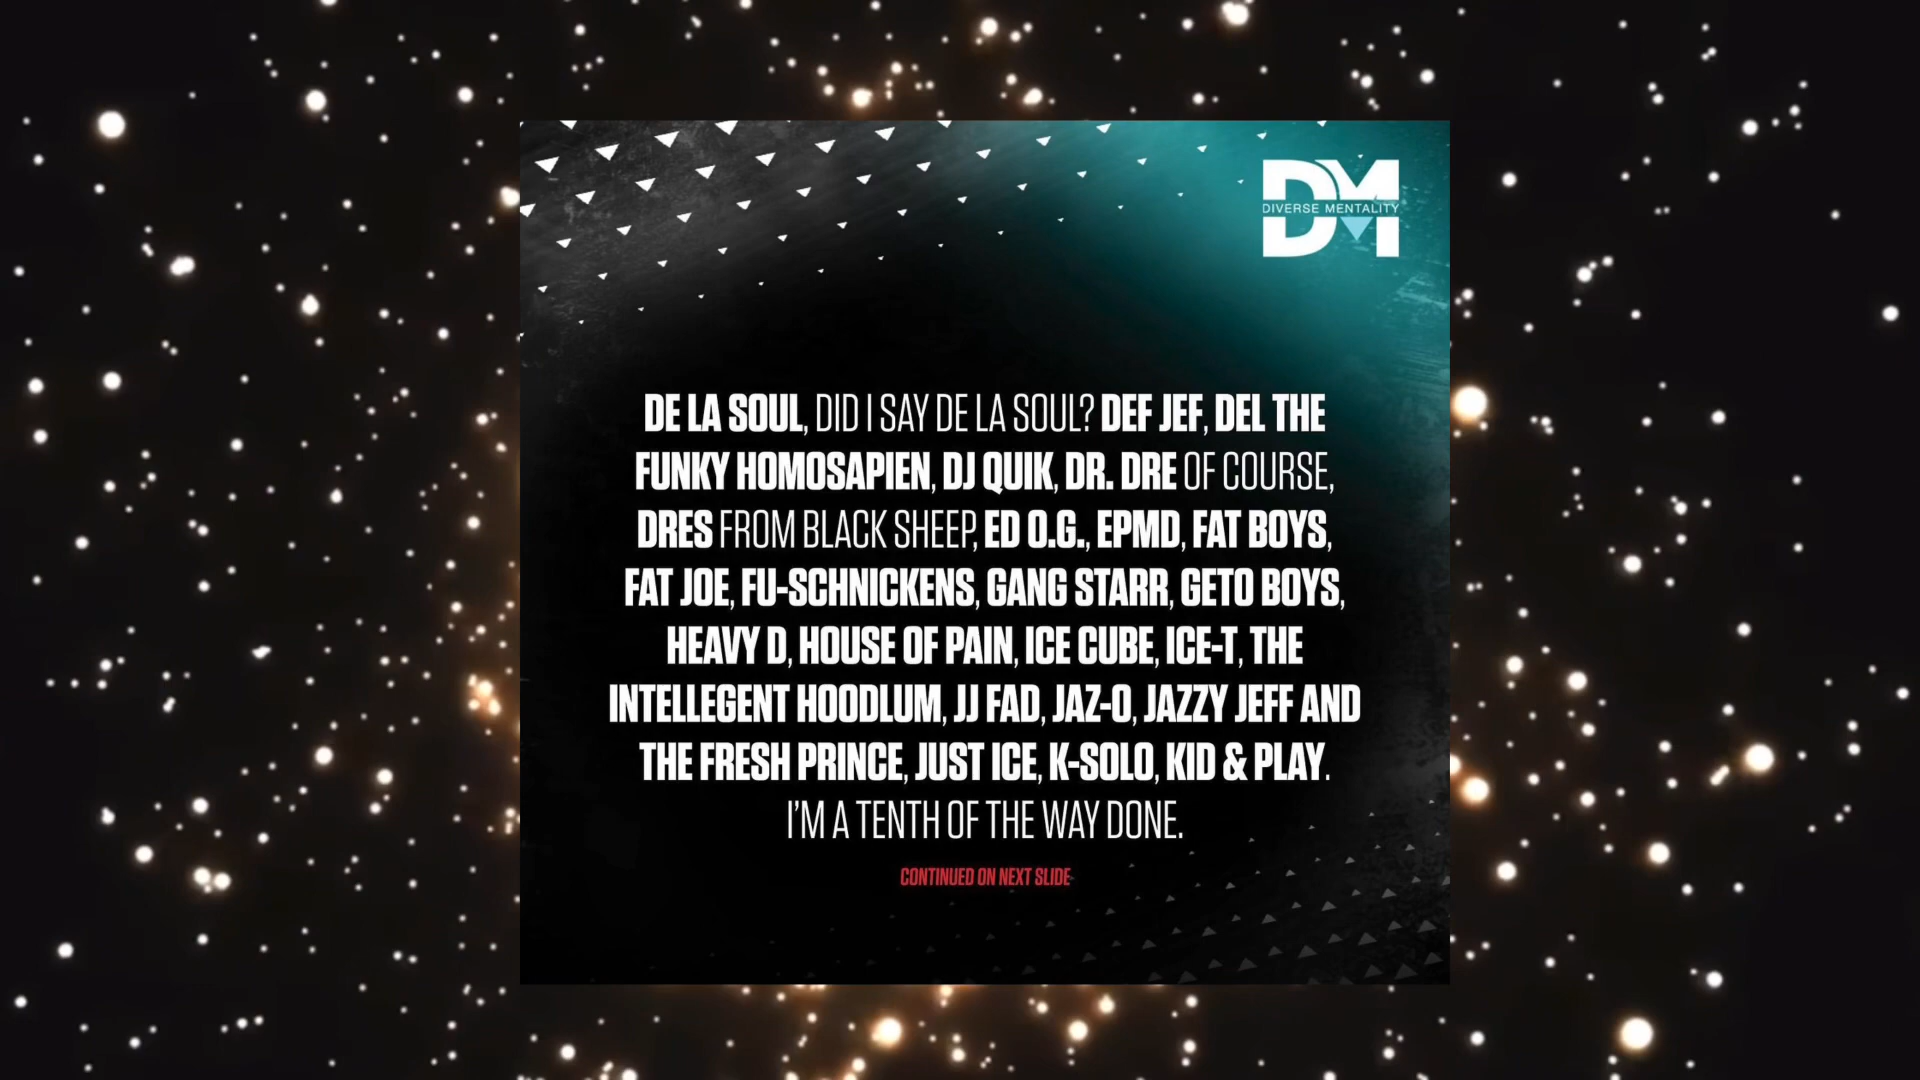 DM
DIVERSE MENTALITY
DE LA SOUL, DID I SAY DE LA SOUL? DEF JEF, DEL THE
FUNKY HOMOSAPIEN, DJ QUIK, DR. DRE OF COURSE,
DRES FROM BLACK SHEEP, ED O.G., EPMD, FAT BOYS,
FAT JOE, FU-SCHNICKENS, GANG STARR, GETO BOYS,
HEAVY D, HOUSE OF PAIN, ICE CUBE, ICE-T, THE
INTELLEGENT HOODLUM, JJ FAD, JAZ-O, JAZZY JEFF AND
THE FRESH PRINCE, JUST ICE, K-SOLO, KID & PLAY.
I'M A TENTH OF THE WAY DONE.
CONTINUED ON NEXT SLIDE